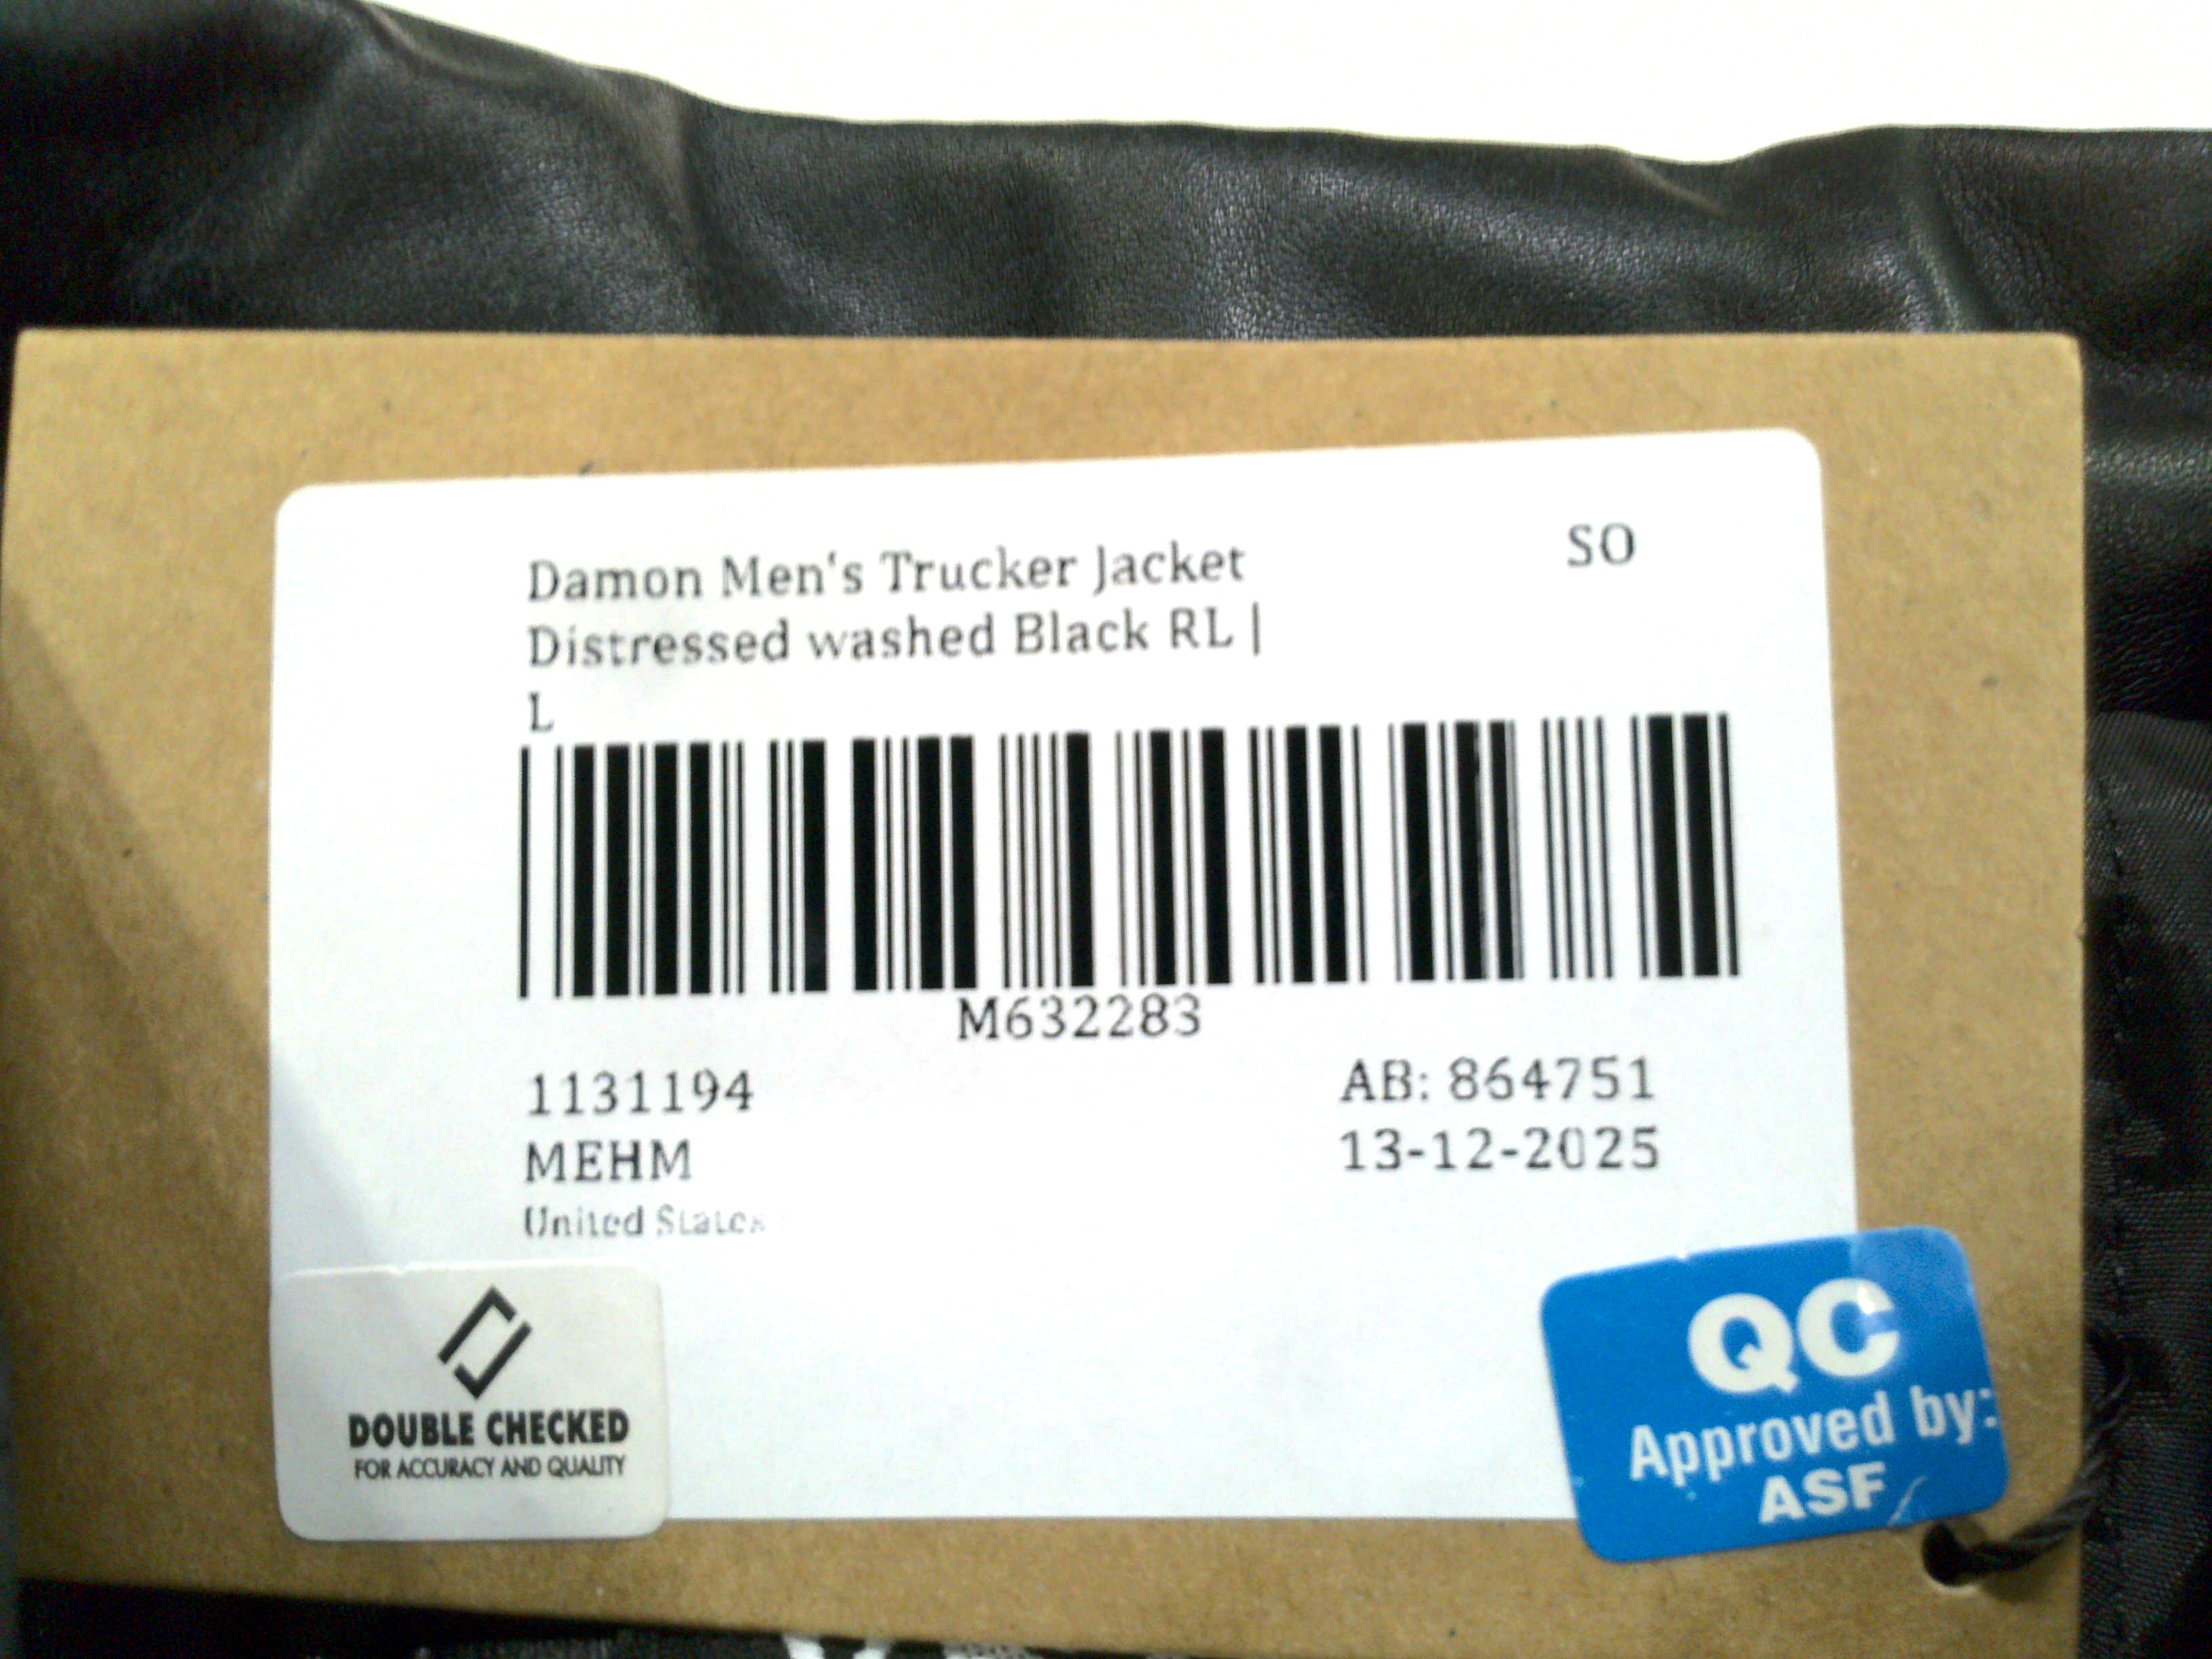 Damon Men's Trucker Jacket
SO
Distressed washed Black RL |
L
M632283
1131194
AB: 864751
MEHM
13-12-2025
United States
DOUBLE CHECKED
FOR ACCURACY AND QUALITY
QC
Approved by:
ASF